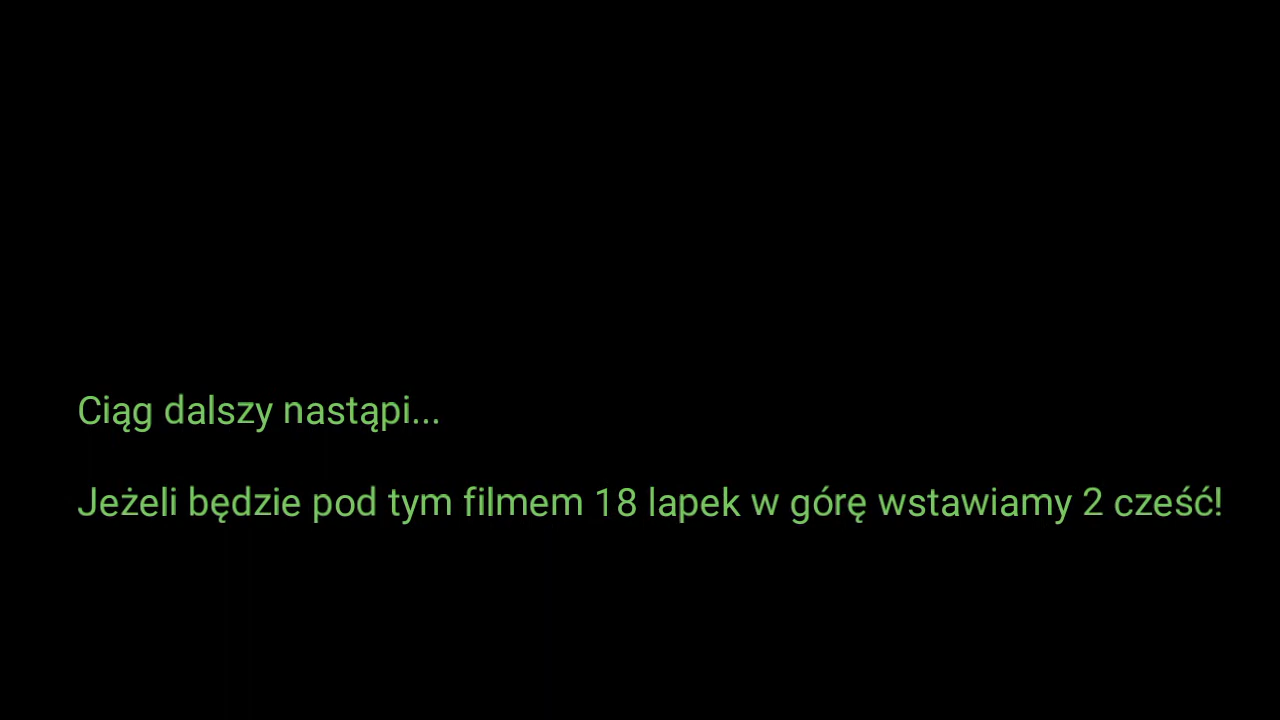 Ciąg dalszy nastąpi...
Jeżeli będzie pod tym filmem 18 lapek w górę wstawiamy 2 cześć!